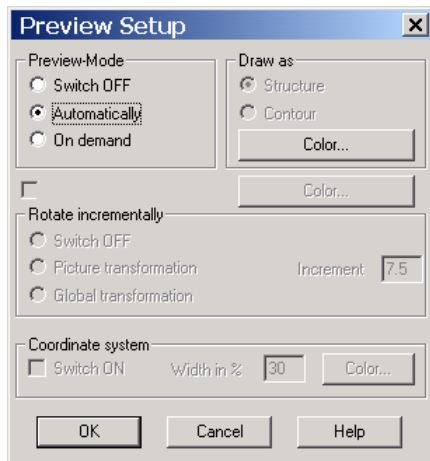 Preview Setup
Preview-Mode
Switch OFF
Automatically
On demand
Draw as
Structure
Contour
Color...
Color...
Rotate incrementally
Switch OFF
Picture transformation
Increment 7.5
Global transformation
Coordinate system
Switch ON Width in % 30 Color...
OK Cancel Help